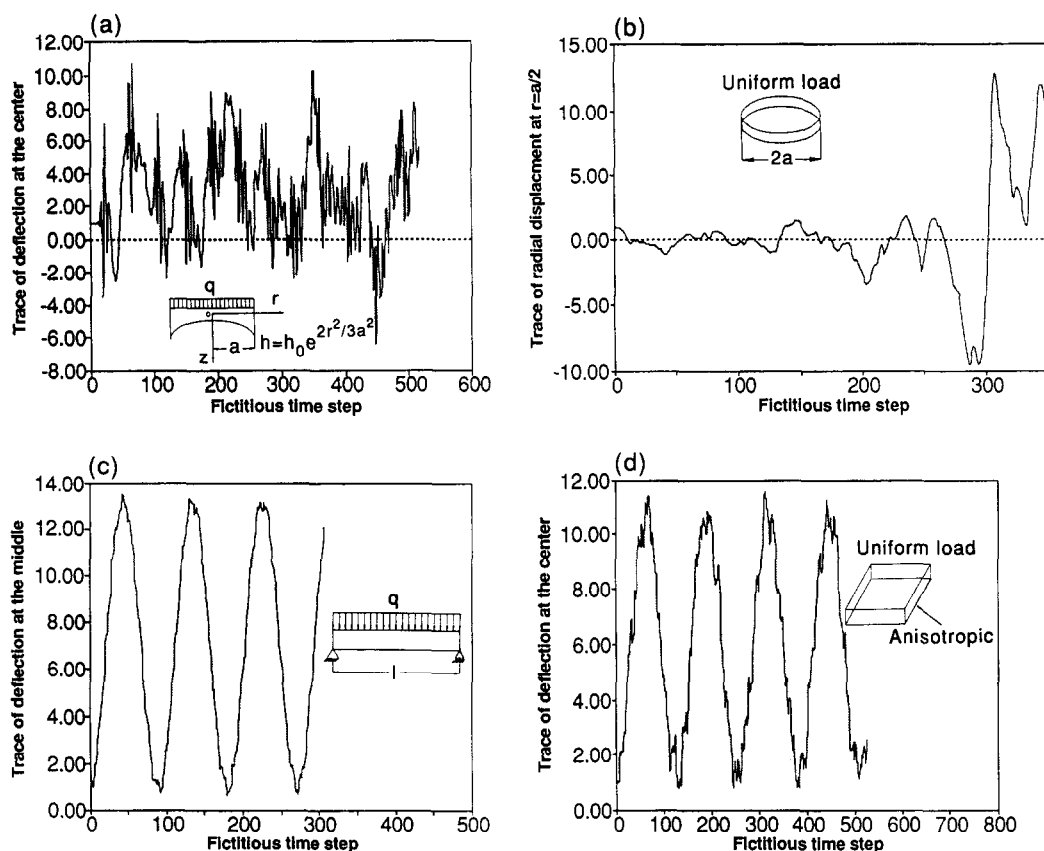 (a)
12.00
10.00
8.00
6.00
4.00
2.00
0.00
-2.00
-4.00
-6.00
-8.00
Trace of deflection at the center
q
o
r
a
z
h=h₀e^{2r²/3a²}
0 100 200 300 400 500 600
Fictitious time step
(b)
15.00
10.00
5.00
0.00
-5.00
-10.00
Trace of radial displacment at r=a/2
Uniform load
2a
0 100 200 300
Fictitious time step
(c)
14.00
12.00
10.00
8.00
6.00
4.00
2.00
0.00
Trace of deflection at the middle
q
l
0 100 200 300 400 500
Fictitious time step
(d)
12.00
10.00
8.00
6.00
4.00
2.00
0.00
Trace of deflection at the center
Uniform load
Anisotropic
0 100 200 300 400 500 600 700 800
Fictitious time step